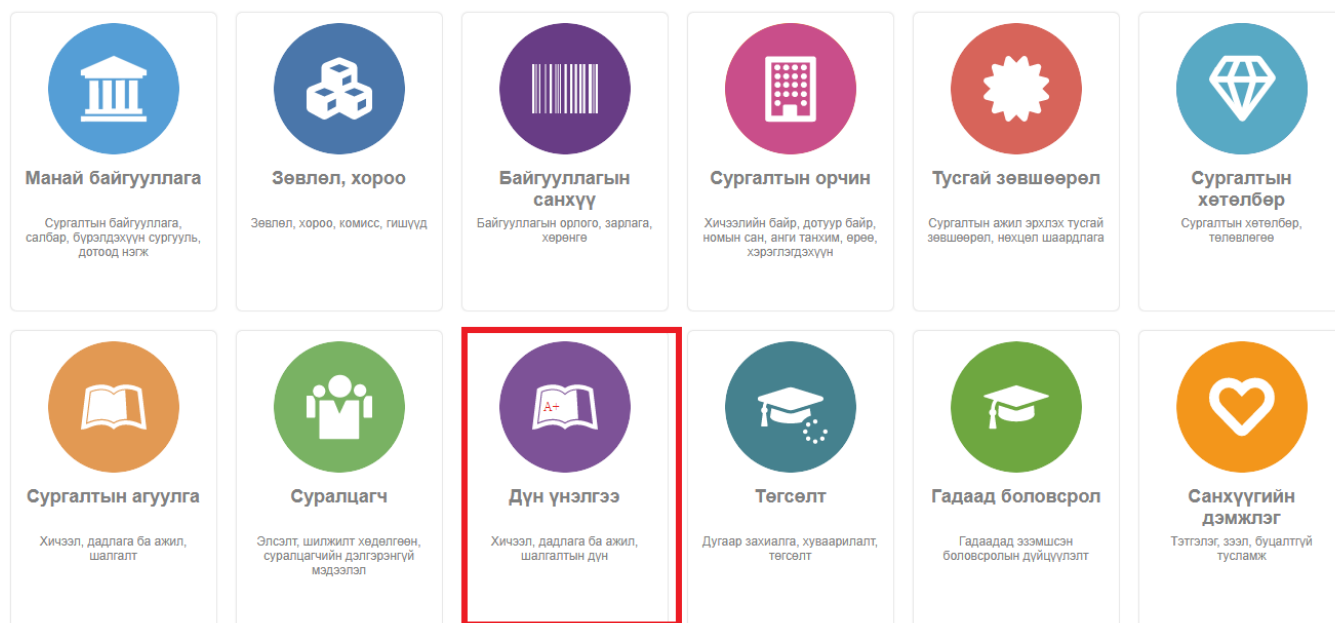 Манай байгууллага
Сургалтын байгууллага,
салбар, бүрэлдэхүүн сургууль,
дотоод нэгж
Зөвлөл, хороо
Зөвлөл, хороо, комисс, гишүүд
Байгууллагын
санхүү
Байгууллагын орлого, зарлага,
хөрөнгө
Сургалтын орчин
Хичээлийн байр, дотуур байр,
номын сан, анги танхим, өрөө,
хэрэглэгдэхүүн
Тусгай зөвшөөрөл
Сургалтын ажил эрхлэх тусгай
зөвшөөрөл, нөхцөл шаардлага
Сургалтын
хөтөлбөр
Сургалтын хөтөлбөр,
төлөвлөгөө
Сургалтын агуулга
Хичээл, дадлага ба ажил,
шалгалт
Суралцагч
Элсэлт, шилжилт хөдөлгөөн,
суралцагчийн дэлгэрэнгүй
мэдээлэл
A+
Дүн үнэлгээ
Хичээл, дадлага ба ажил,
шалгалтын дүн
Төгсөлт
Дугаар захиалга, хуваарилалт,
төгсөлт
Гадаад боловсрол
Гадаадад эзэмшсэн
боловсролын дүйцүүлэлт
Санхүүгийн
дэмжлэг
Тэтгэлэг, зээл, буцалтгүй
тусламж